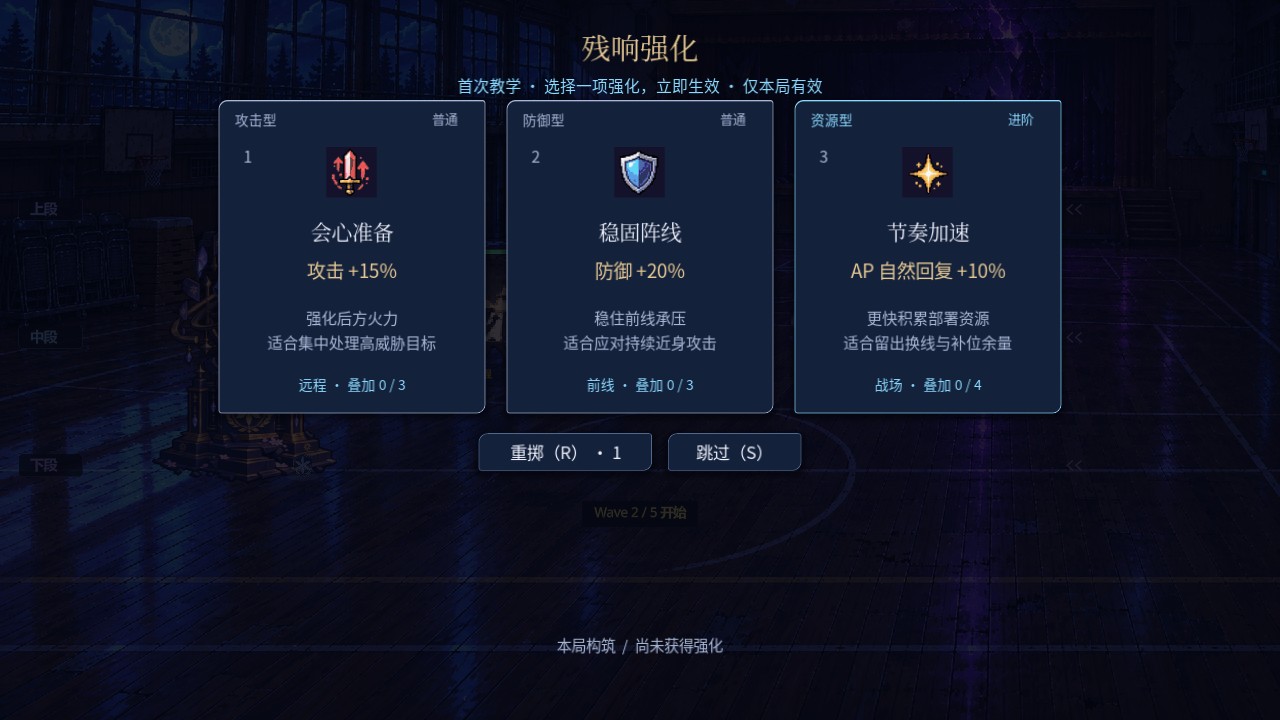 残响强化
首次教学 · 选择一项强化，立即生效 · 仅本局有效
攻击型 普通
1
会心准备
攻击 +15%
强化后方火力
适合集中处理高威胁目标
远程 · 叠加 0 / 3
防御型 普通
2
稳固阵线
防御 +20%
稳住前线承压
适合应对持续近身攻击
前线 · 叠加 0 / 3
资源型 进阶
3
节奏加速
AP 自然回复 +10%
更快积累部署资源
适合留出换线与补位余量
战场 · 叠加 0 / 4
上段
<<
中段
<<
下段
<<
重掷（R） · 1
跳过（S）
Wave 2 / 5 开始
本局构筑 / 尚未获得强化